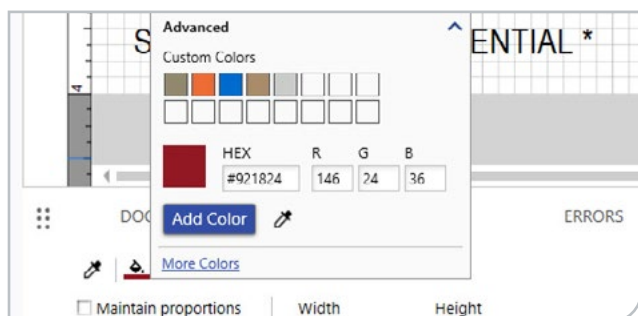 Advanced
S ENTIAL *
Custom Colors
4
HEX R G B
#921824 146 24 36
DOC ERRORS
Add Color
More Colors
Maintain proportions Width Height